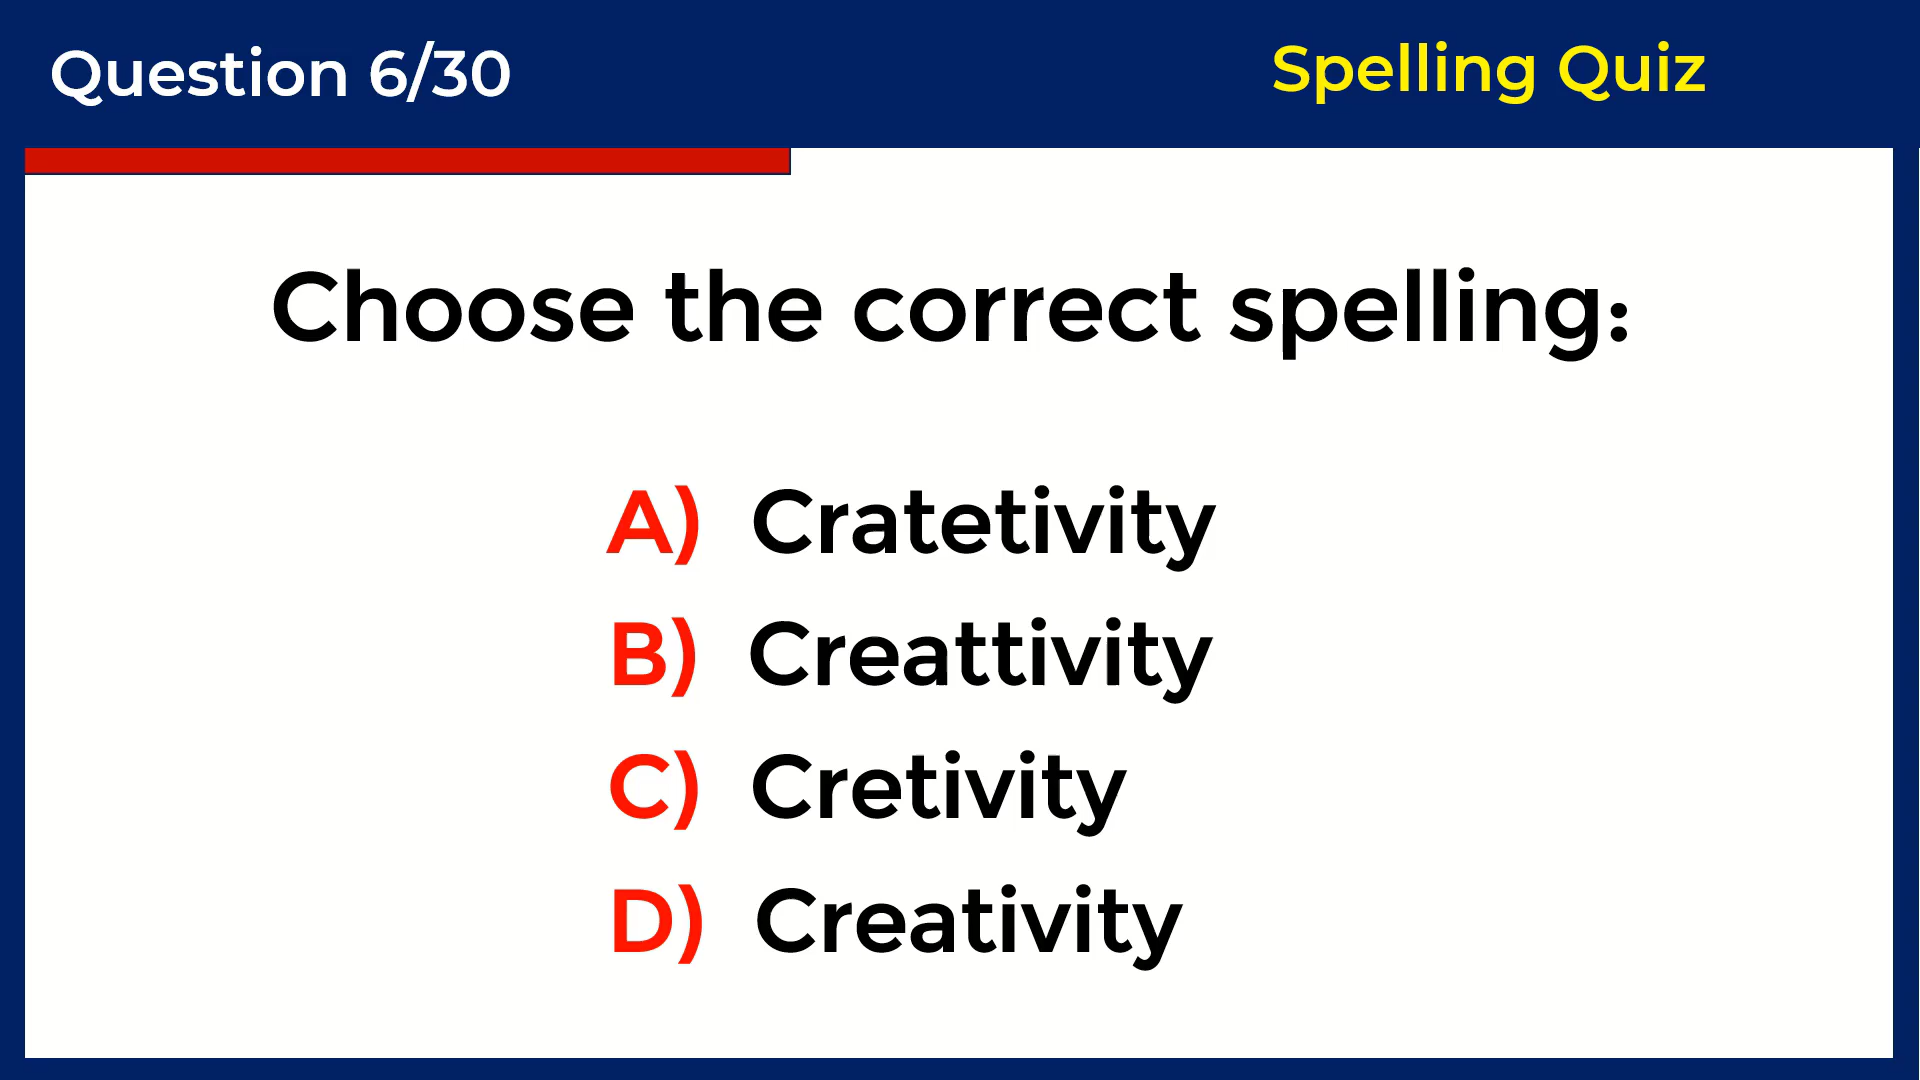 Question 6/30
Spelling Quiz
Choose the correct spelling:
A) Cratetivity
B) Creattivity
C) Cretivity
D) Creativity